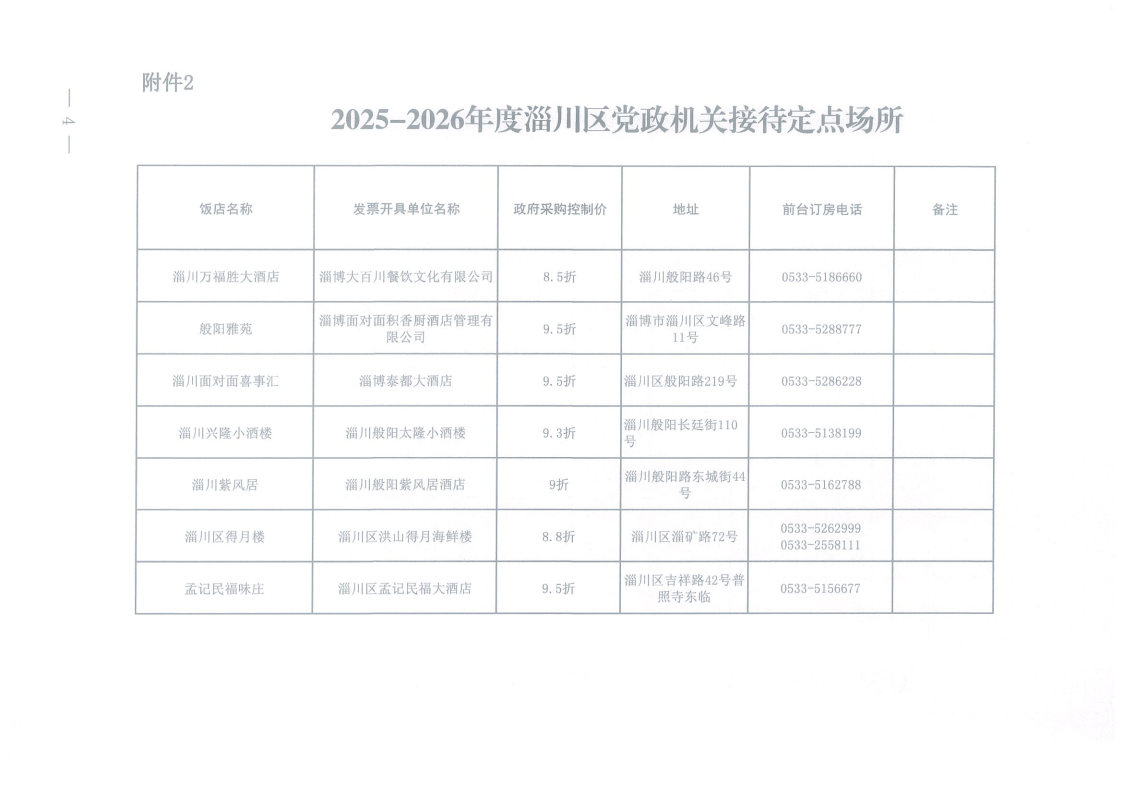 附件2
— 4 —
2025-2026年度淄川区党政机关接待定点场所
饭店名称 发票开具单位名称 政府采购控制价 地址 前台订房电话 备注
淄川万福胜大酒店 淄博大百川餐饮文化有限公司 8.5折 淄川般阳路46号 0533-5186660
般阳雅苑 淄博面对面积香厨酒店管理有
限公司 9.5折 淄博市淄川区文峰路
11号 0533-5288777
淄川面对面喜事汇 淄博泰都大酒店 9.5折 淄川区般阳路219号 0533-5286228
淄川兴隆小酒楼 淄川般阳太隆小酒楼 9.3折 淄川般阳长廷街110
号 0533-5138199
淄川紫风居 淄川般阳紫风居酒店 9折 淄川般阳路东城街44
号 0533-5162788
淄川区得月楼 淄川区洪山得月海鲜楼 8.8折 淄川区淄矿路72号 0533-5262999
0533-2558111
孟记民福味庄 淄川区孟记民福大酒店 9.5折 淄川区吉祥路42号普
照寺东临 0533-5156677